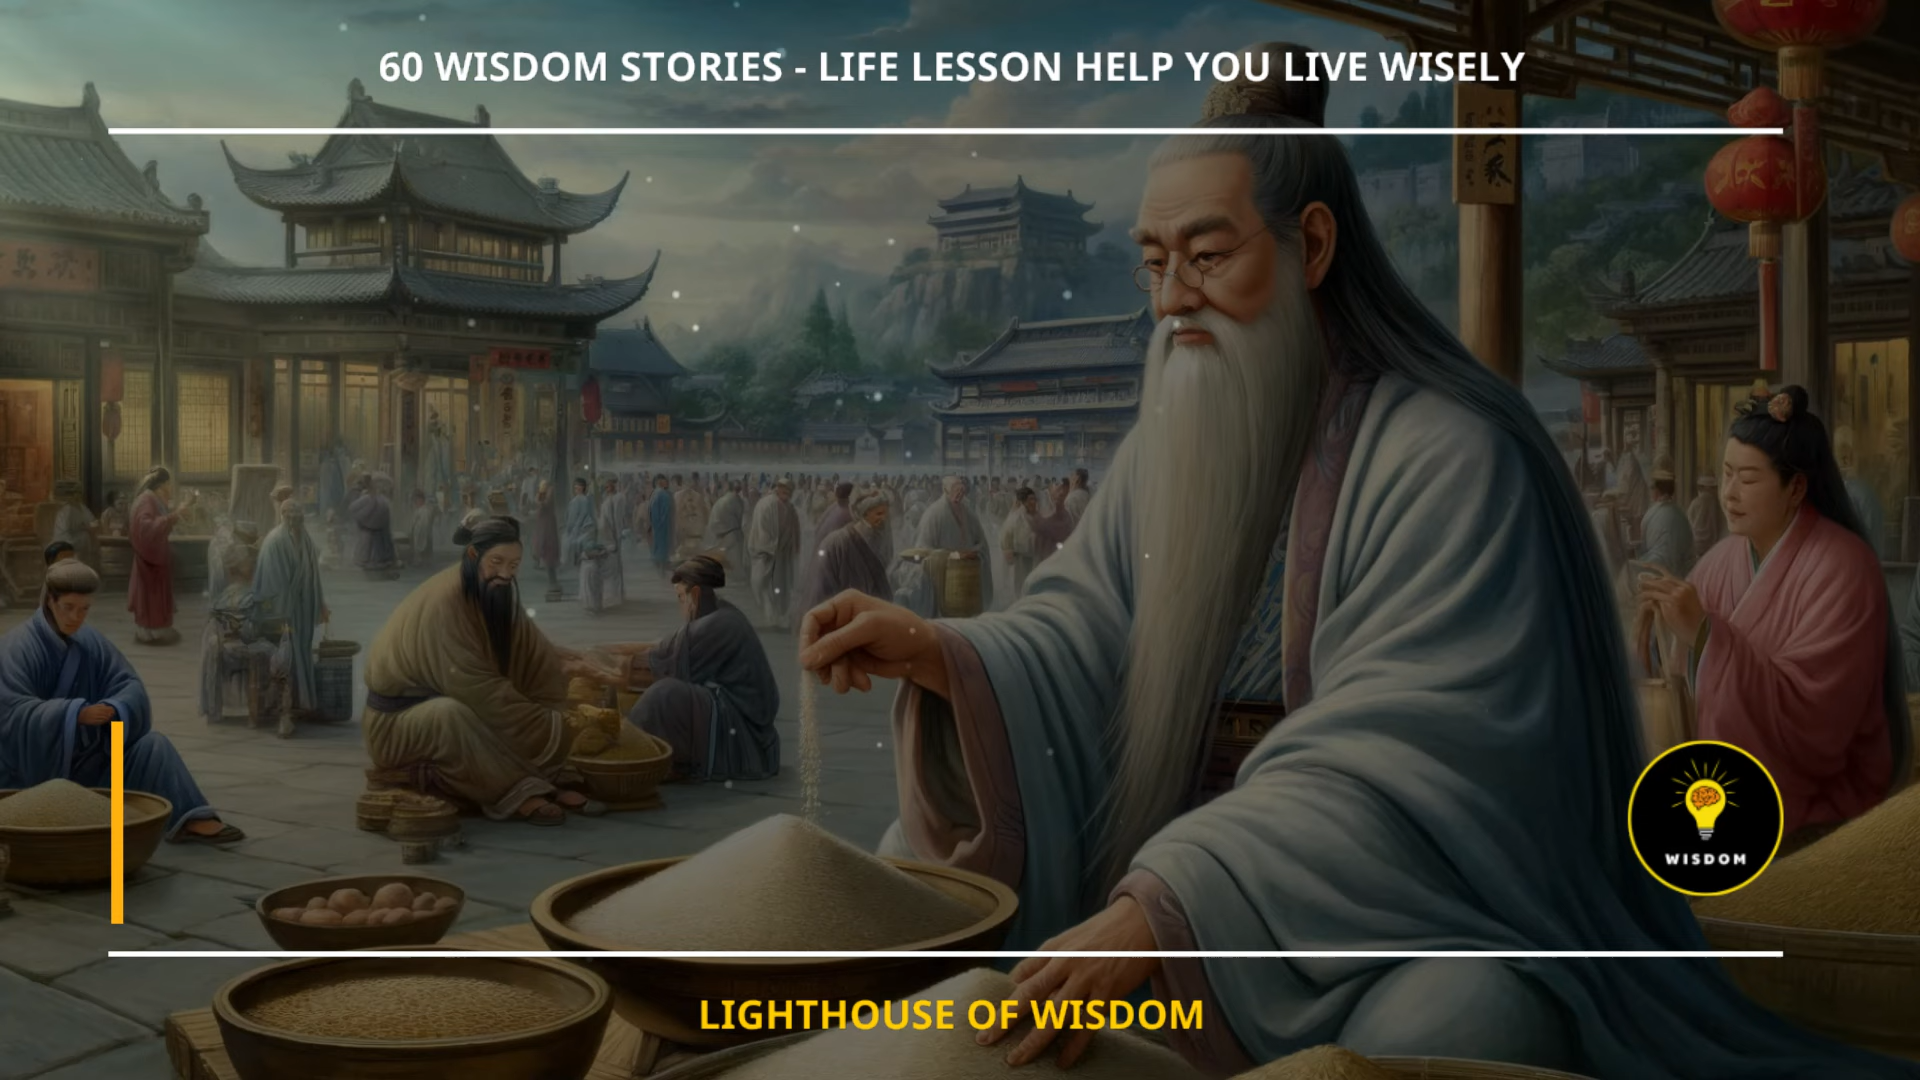 60 WISDOM STORIES - LIFE LESSON HELP YOU LIVE WISELY
WISDOM
LIGHTHOUSE OF WISDOM